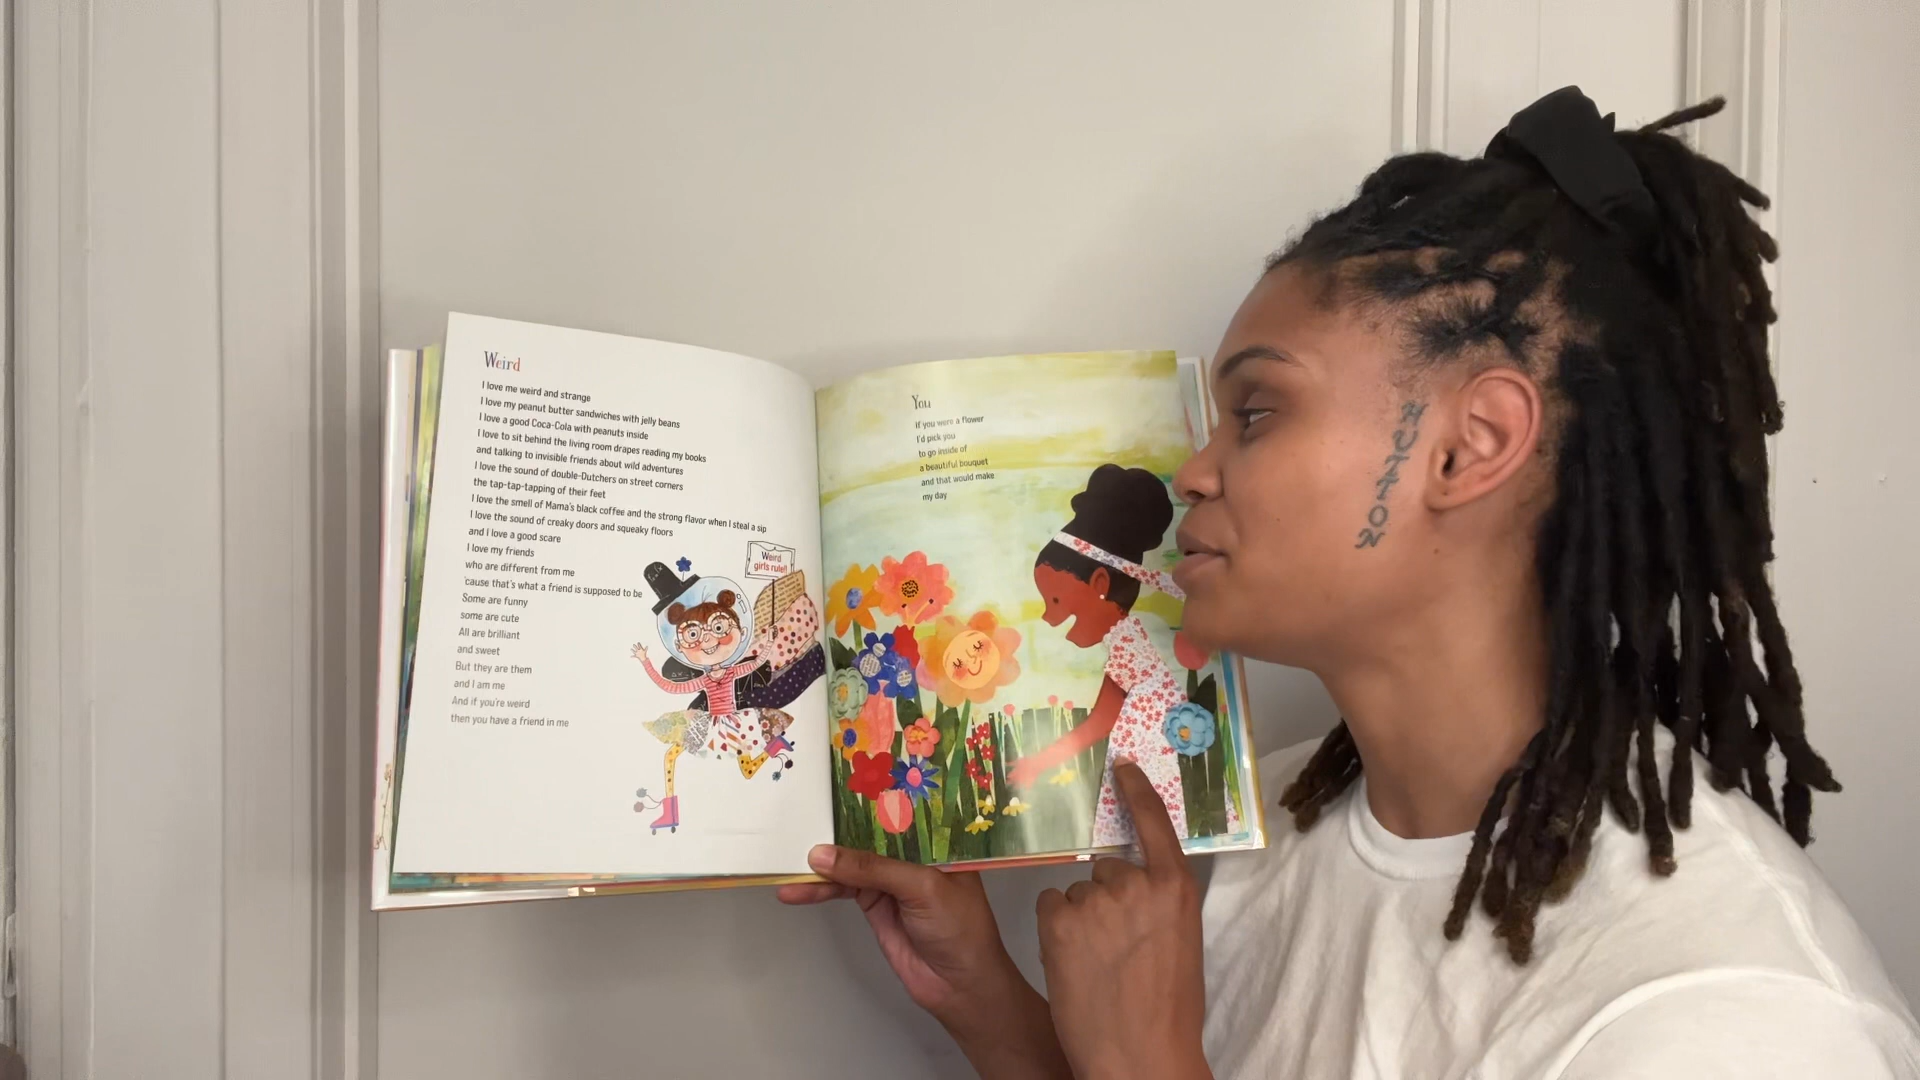 Weird
I love me weird and strange
I love my peanut butter sandwiches with jelly beans
I love a good Coca-Cola with peanuts inside
I love to sit behind the living room drapes reading my books
and talking to invisible friends about wild adventures
I love the sound of double-Dutchers on street corners
the tap-tap-tapping of their feet
I love the smell of Mama's black coffee and the strong flavor when I steal a sip
I love the sound of creaky doors and squeaky floors
and I love a good scare
I love my friends
who are different from me
'cause that's what a friend is supposed to be
Some are funny
some are cute
All are brilliant
and sweet
But they are them
and I am me
And if you're weird
then you have a friend in me
Weird
girls rule!!
You
If you were a flower
I'd pick you
to go inside of
a beautiful bouquet
and that would make
my day
HUTTON